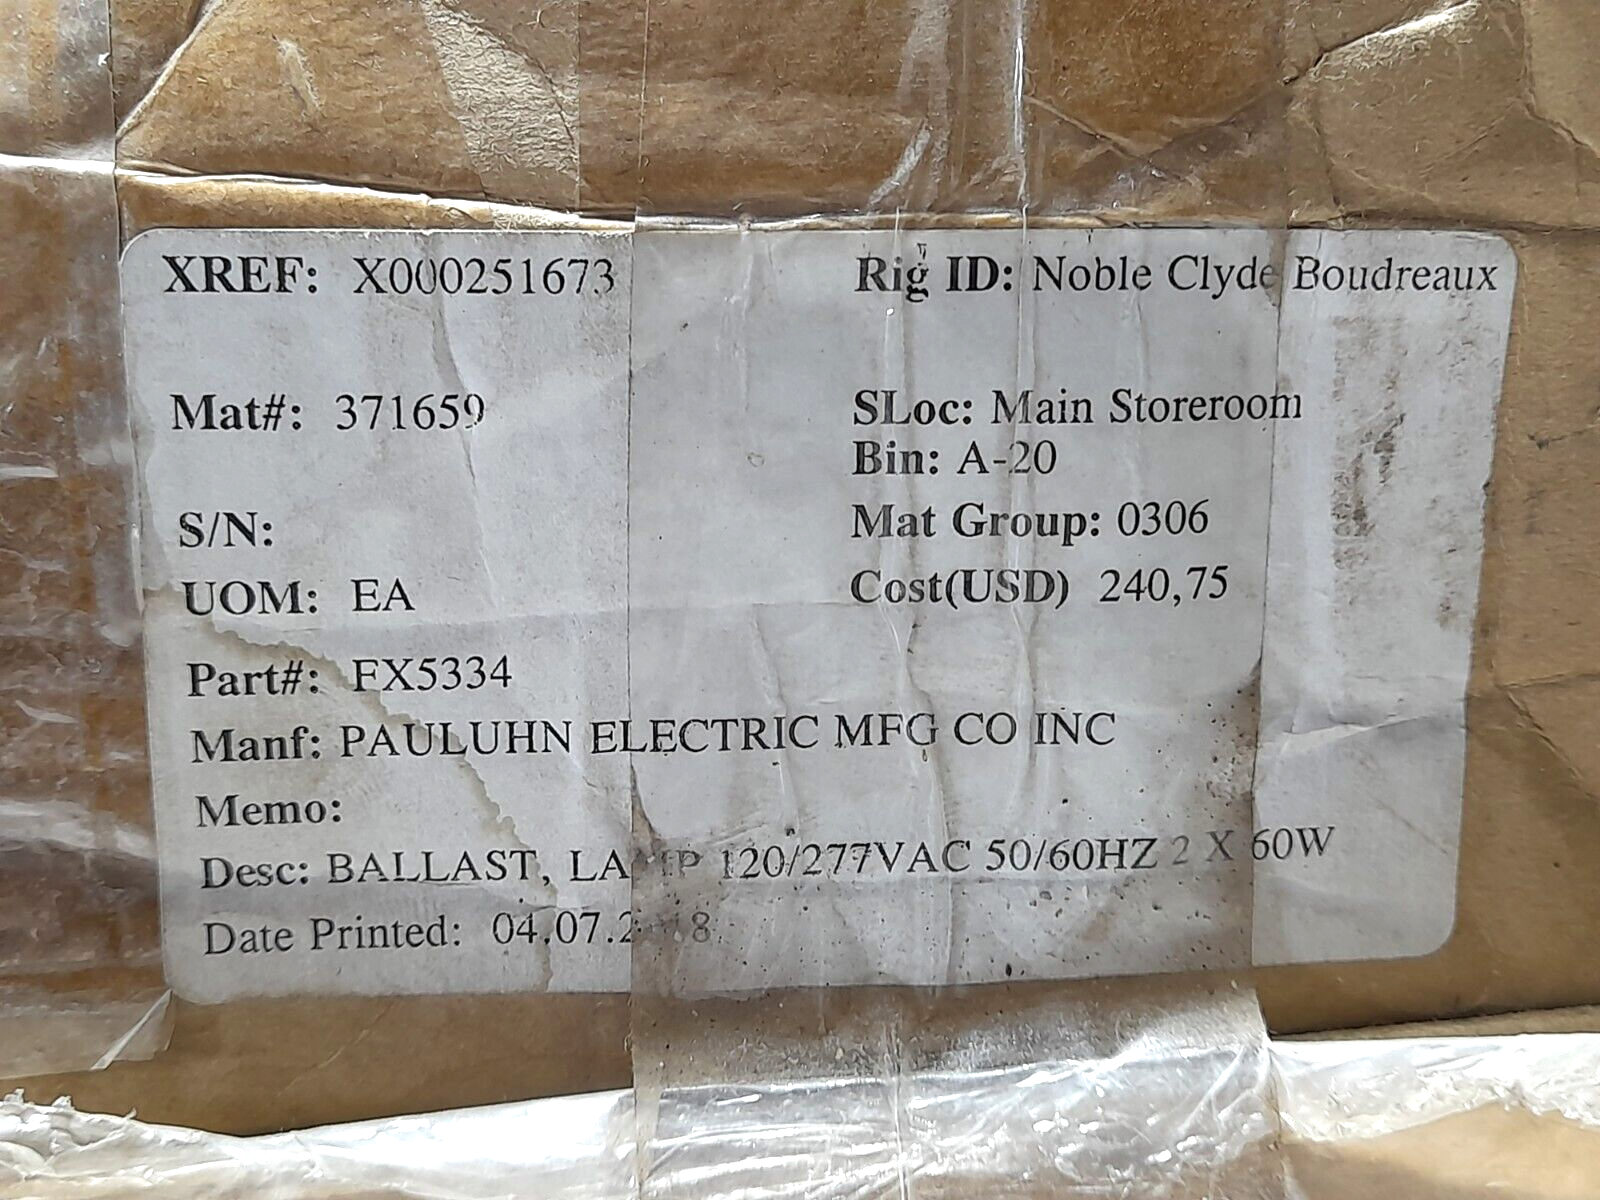 XREF: X000251673 Rig ID: Noble Clyde Boudreaux
Mat#: 371659 SLoc: Main Storeroom
Bin: A-20
S/N: Mat Group: 0306
UOM: EA Cost(USD) 240,75
Part#: FX5334
Manf: PAULUHN ELECTRIC MFG CO INC
Memo:
Desc: BALLAST, LAMP 120/277VAC 50/60HZ 2 X 60W
Date Printed: